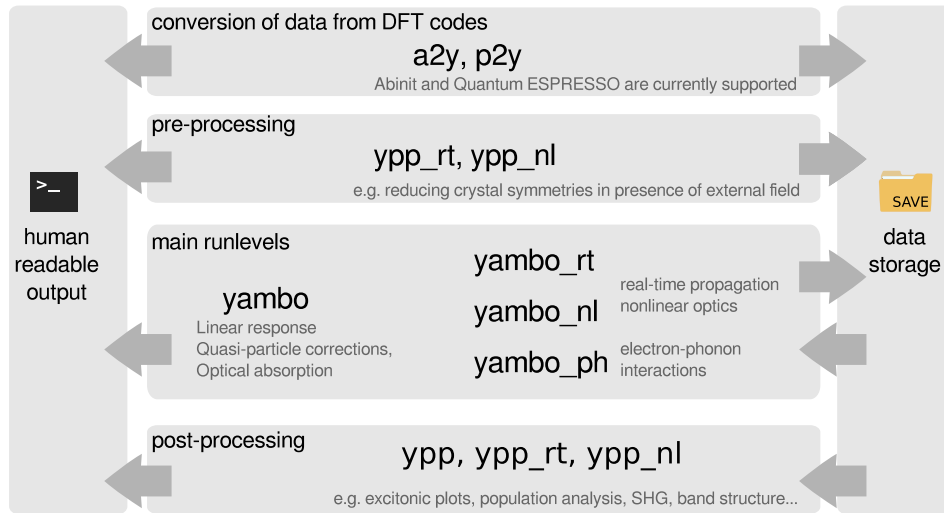 conversion of data from DFT codes
a2y, p2y
Abinit and Quantum ESPRESSO are currently supported
pre-processing
ypp_rt, ypp_nl
e.g. reducing crystal symmetries in presence of external field
>_
human
readable
output
SAVE
data
storage
main runlevels
yambo
Linear response
Quasi-particle corrections,
Optical absorption
yambo_rt
yambo_nl
real-time propagation
nonlinear optics
yambo_ph
electron-phonon
interactions
post-processing
ypp, ypp_rt, ypp_nl
e.g. excitonic plots, population analysis, SHG, band structure...